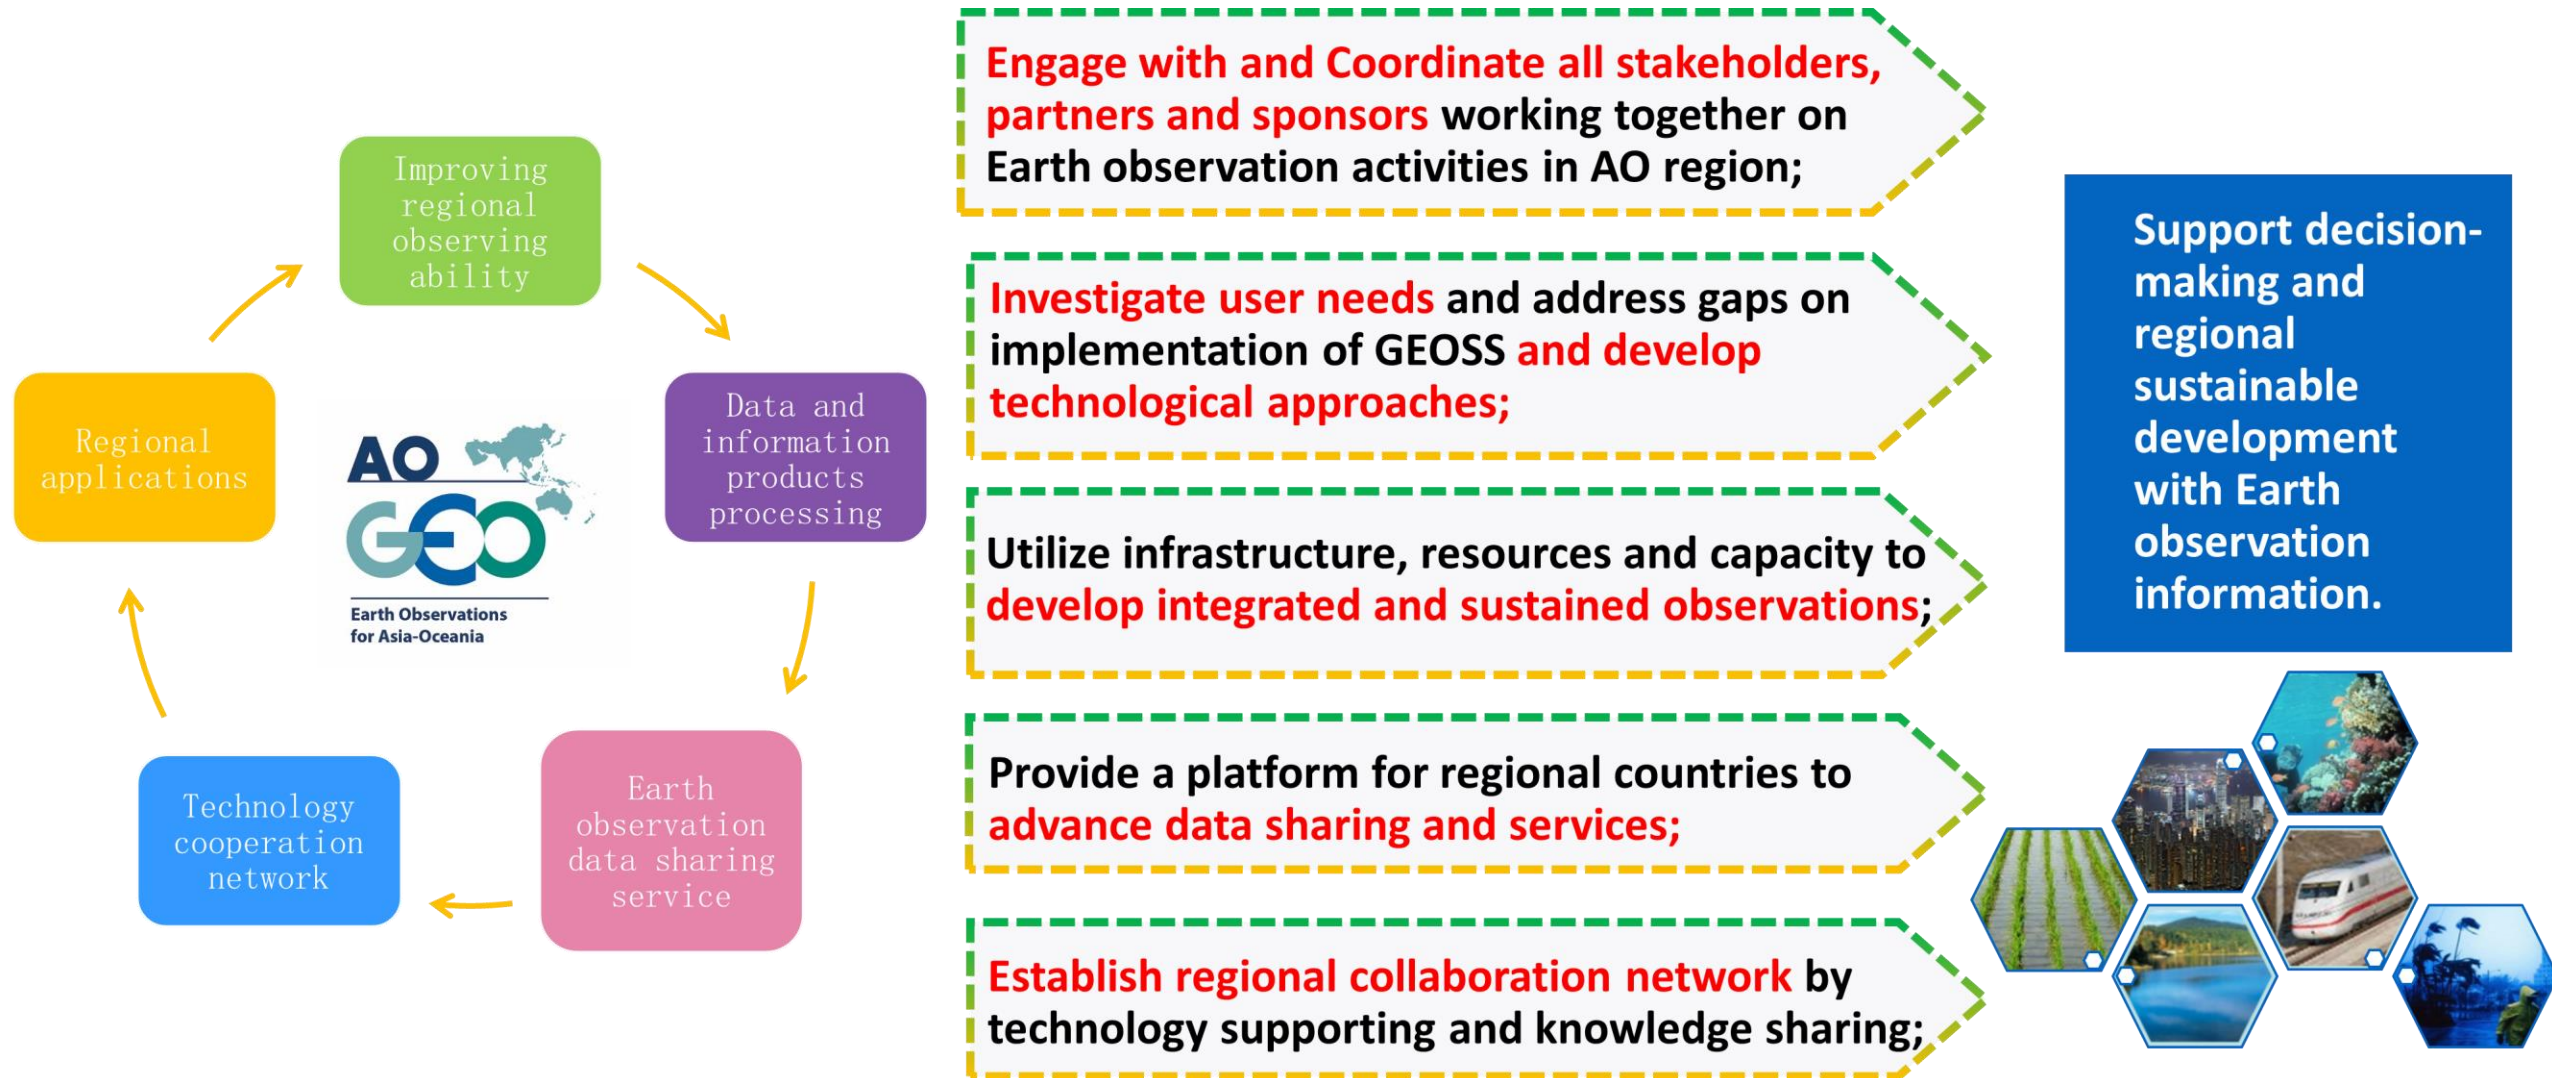 Improving
regional
observing
ability
Data and
information
products
processing
Earth
observation
data sharing
service
Technology
cooperation
network
Regional
applications
AO
GEO
Earth Observations
for Asia-Oceania
Engage with and Coordinate all stakeholders,
partners and sponsors working together on
Earth observation activities in AO region;
Investigate user needs and address gaps on
implementation of GEOSS and develop
technological approaches;
Utilize infrastructure, resources and capacity to
develop integrated and sustained observations;
Provide a platform for regional countries to
advance data sharing and services;
Establish regional collaboration network by
technology supporting and knowledge sharing;
Support decision-
making and
regional
sustainable
development
with Earth
observation
information.